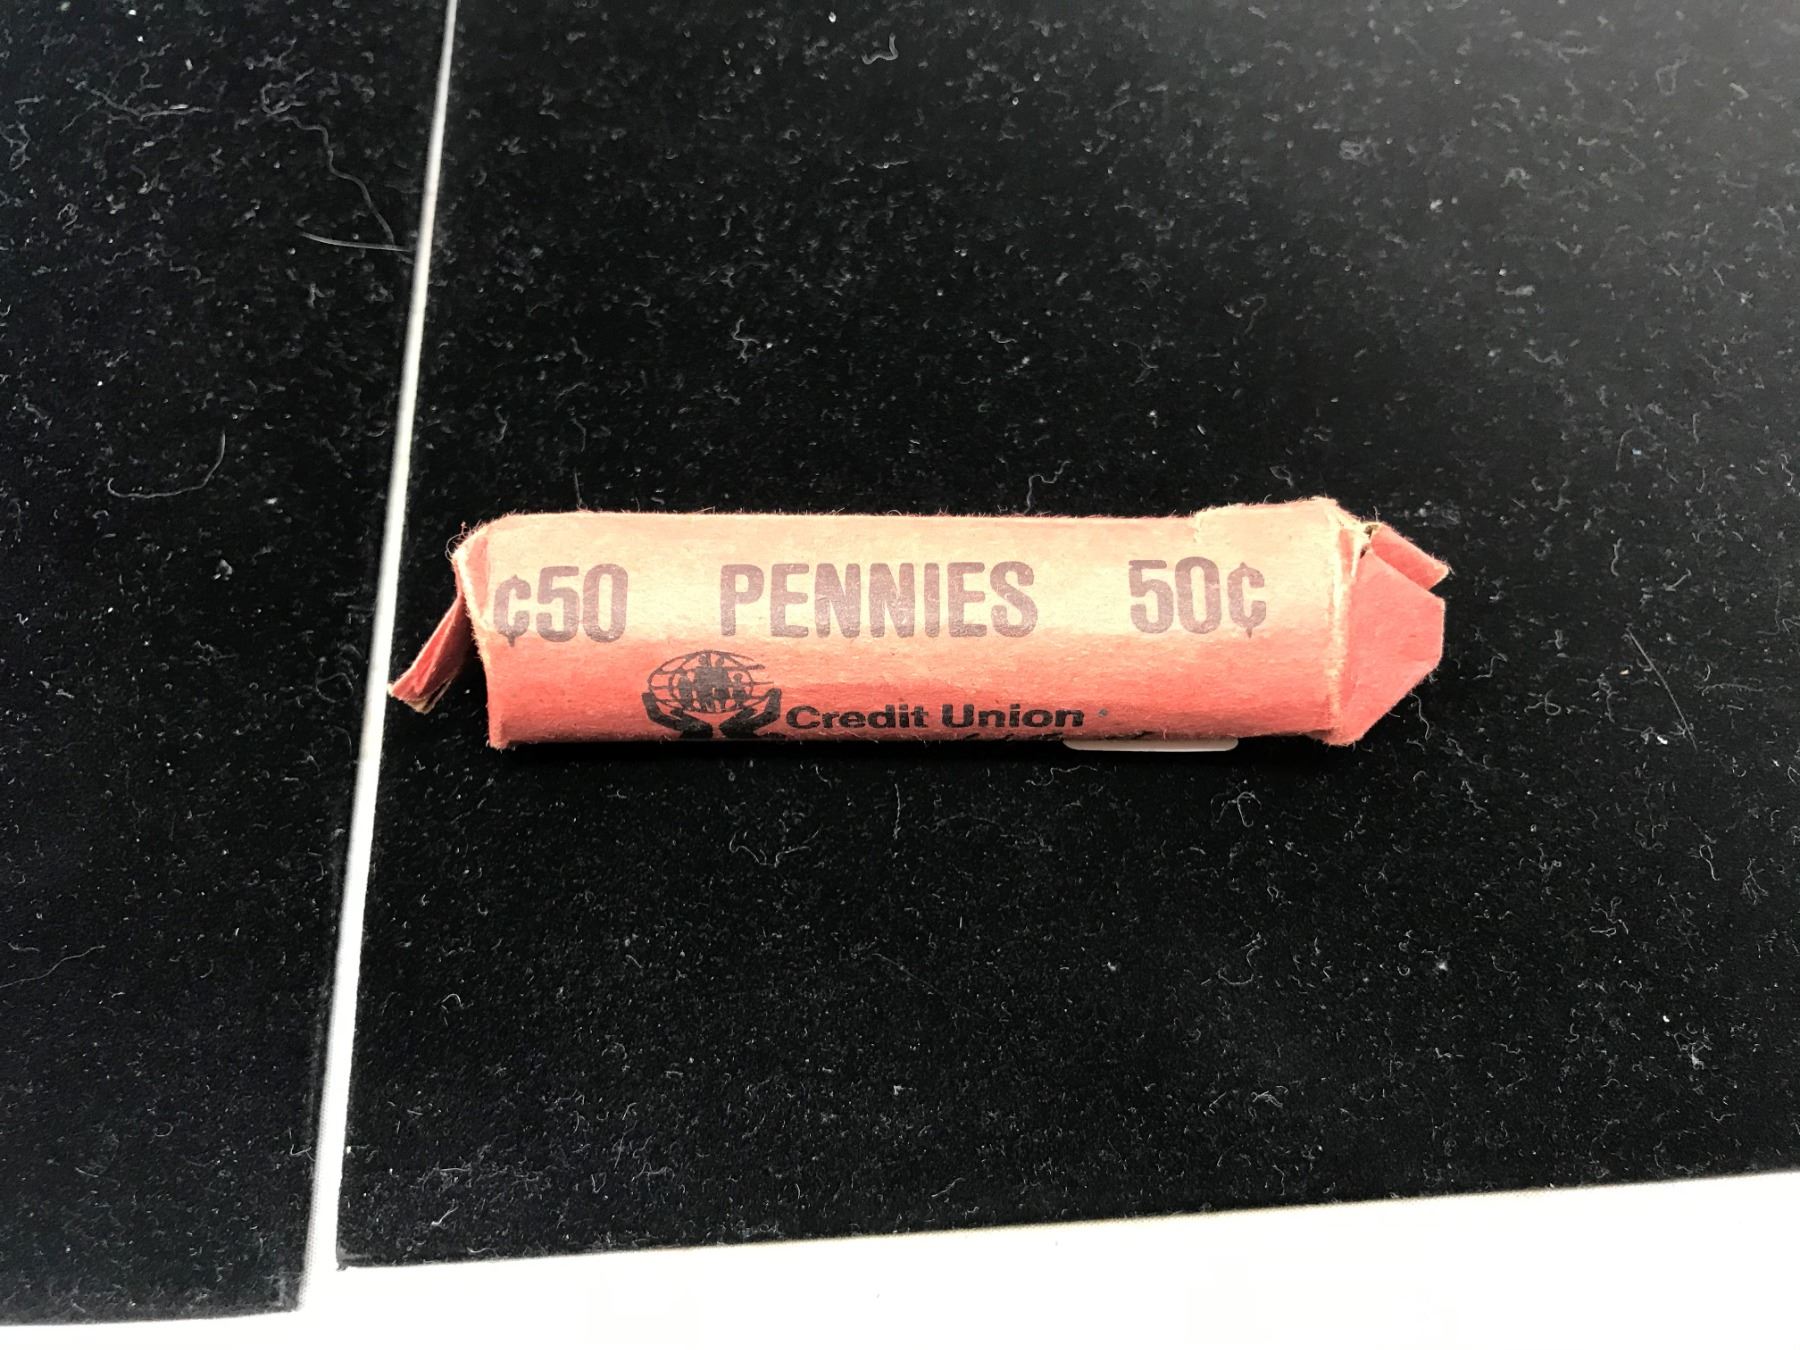 ¢50 PENNIES 50¢
Credit Union